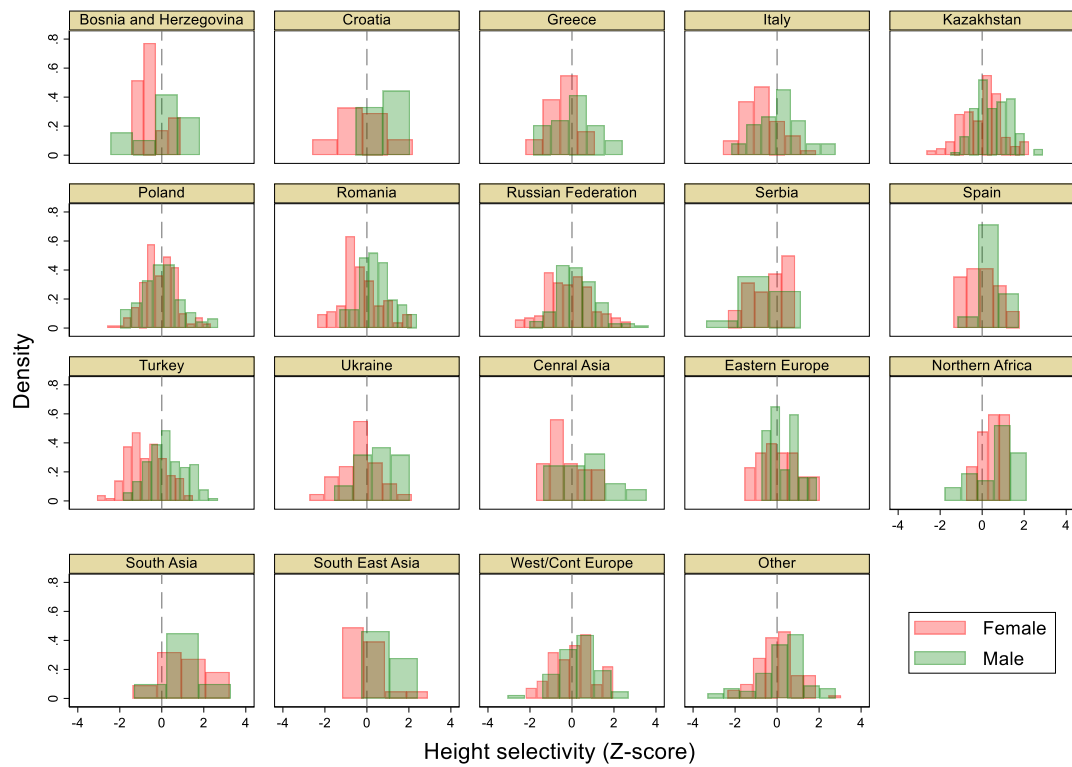 Bosnia and Herzegovina
Croatia
Greece
Italy
Kazakhstan
0 .2 .4 .6 .8
Poland
Romania
Russian Federation
Serbia
Spain
0 .2 .4 .6 .8
Turkey
Ukraine
Cenral Asia
Eastern Europe
Northern Africa
0 .2 .4 .6 .8
-4 -2 0 2 4
South Asia
South East Asia
West/Cont Europe
Other
0 .2 .4 .6 .8
-4 -2 0 2 4
-4 -2 0 2 4
-4 -2 0 2 4
-4 -2 0 2 4
Density
Height selectivity (Z-score)
Female
Male